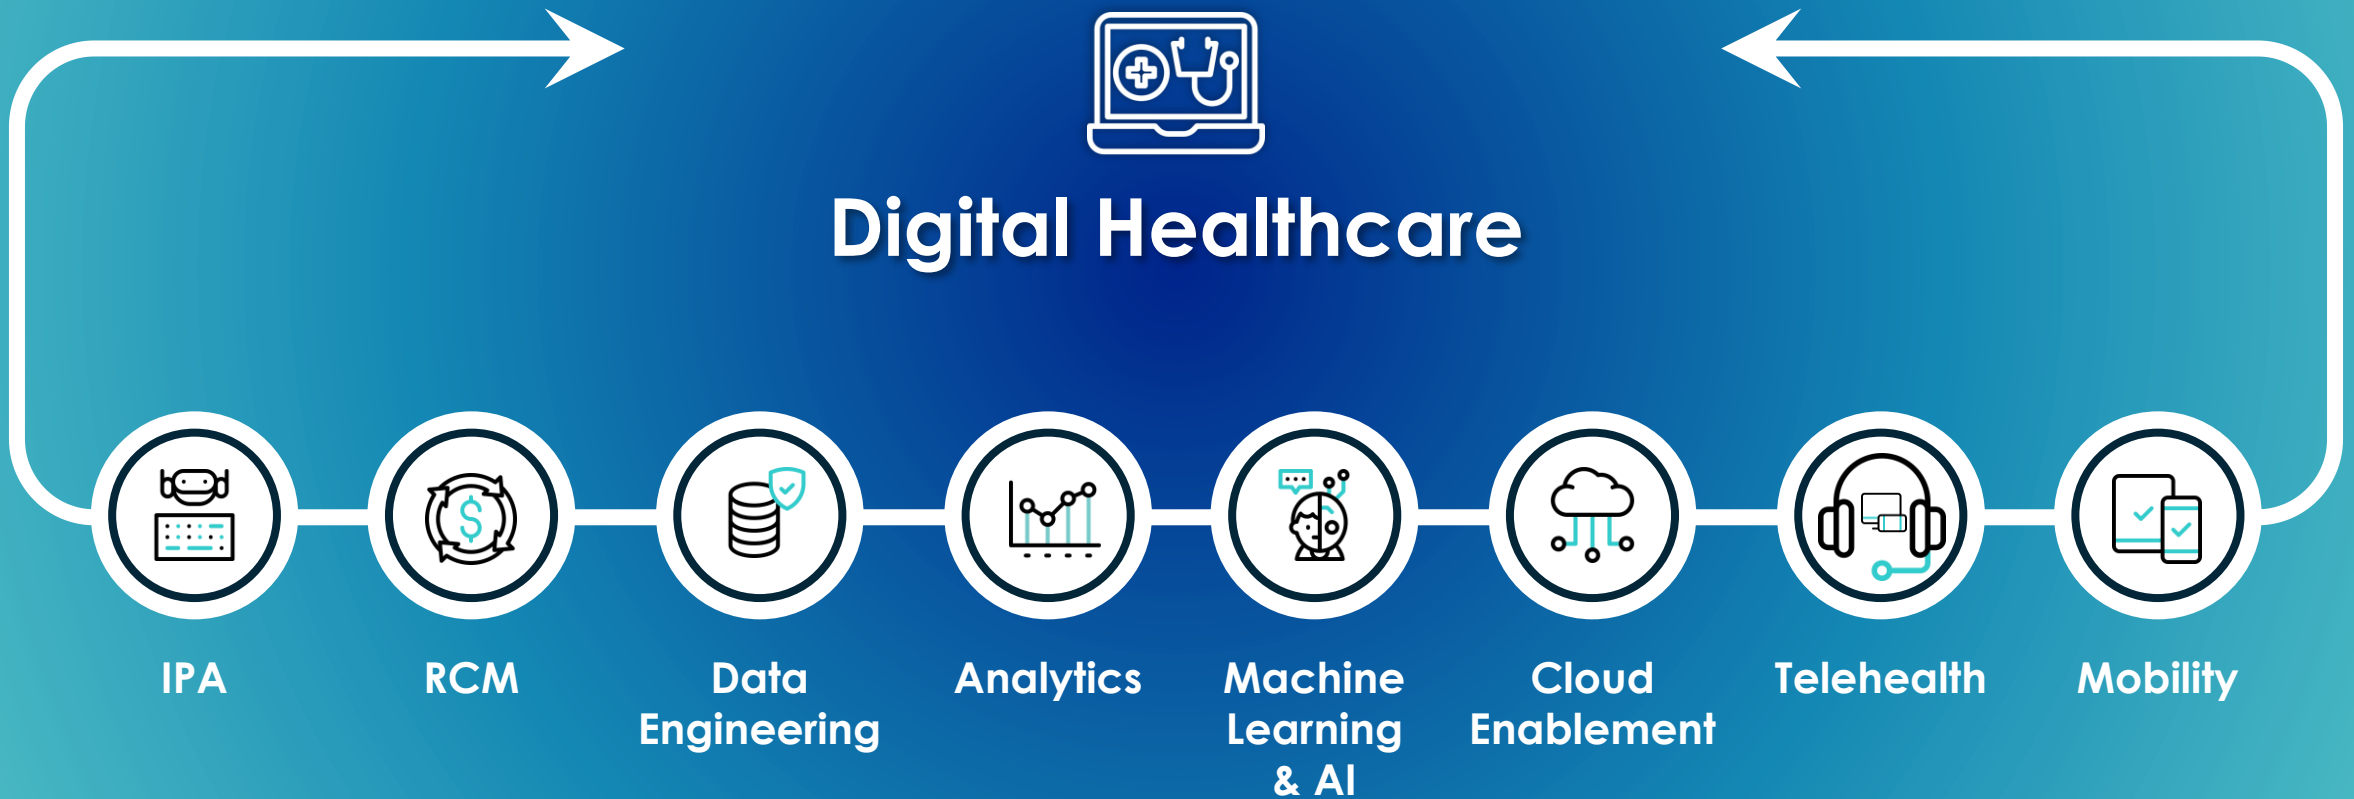 Digital Healthcare
IPA
RCM
Data
Engineering
Analytics
Machine
Learning
& AI
Cloud
Enablement
Telehealth
Mobility